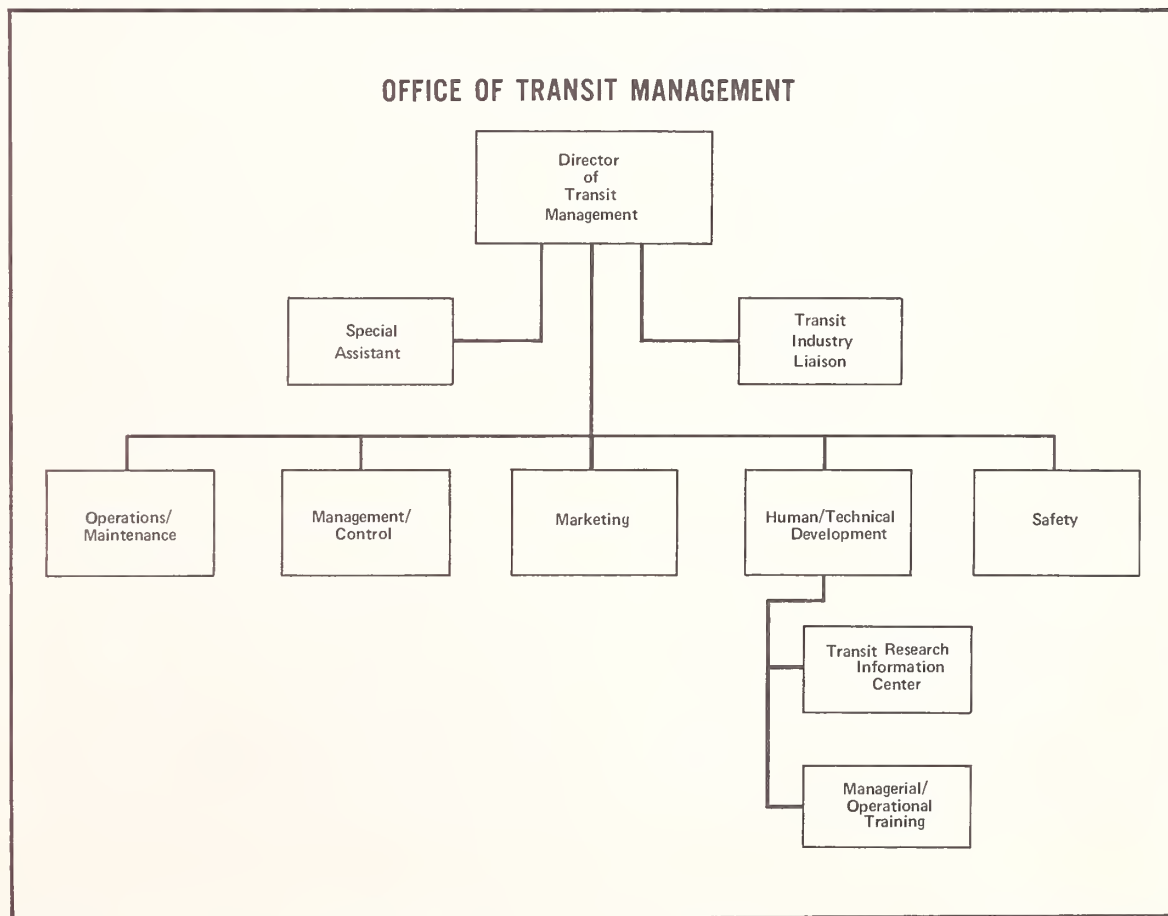 OFFICE OF TRANSIT MANAGEMENT
Director
of
Transit
Management
Special
Assistant
Transit
Industry
Liaison
Operations/
Maintenance
Management/
Control
Marketing
Human/Technical
Development
Safety
Transit Research
Information
Center
Managerial/
Operational
Training